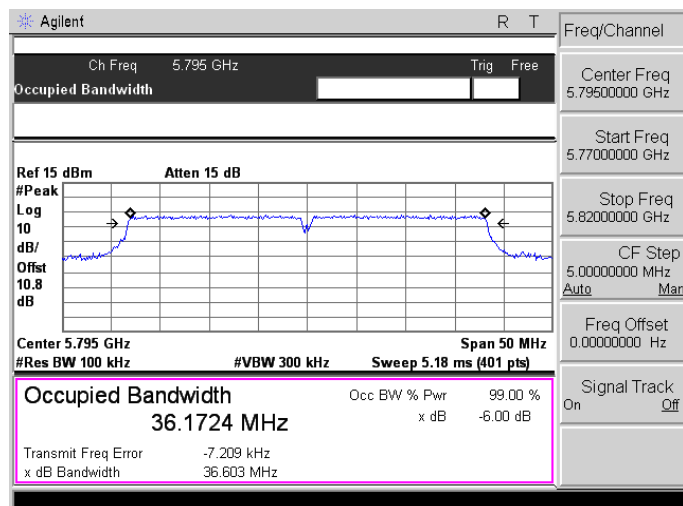 Agilent R T
Ch Freq 5.795 GHz Trig Free
Occupied Bandwidth
Ref 15 dBm Atten 15 dB
#Peak
Log
10
dB/
Offst
10.8
dB
Center 5.795 GHz Span 50 MHz
#Res BW 100 kHz #VBW 300 kHz Sweep 5.18 ms (401 pts)
Occupied Bandwidth
36.1724 MHz
Occ BW % Pwr 99.00 %
x dB -6.00 dB
Transmit Freq Error -7.209 kHz
x dB Bandwidth 36.603 MHz
Freq/Channel
Center Freq
5.79500000 GHz
Start Freq
5.77000000 GHz
Stop Freq
5.82000000 GHz
CF Step
5.00000000 MHz
Auto Man
Freq Offset
0.00000000 Hz
Signal Track
On Off